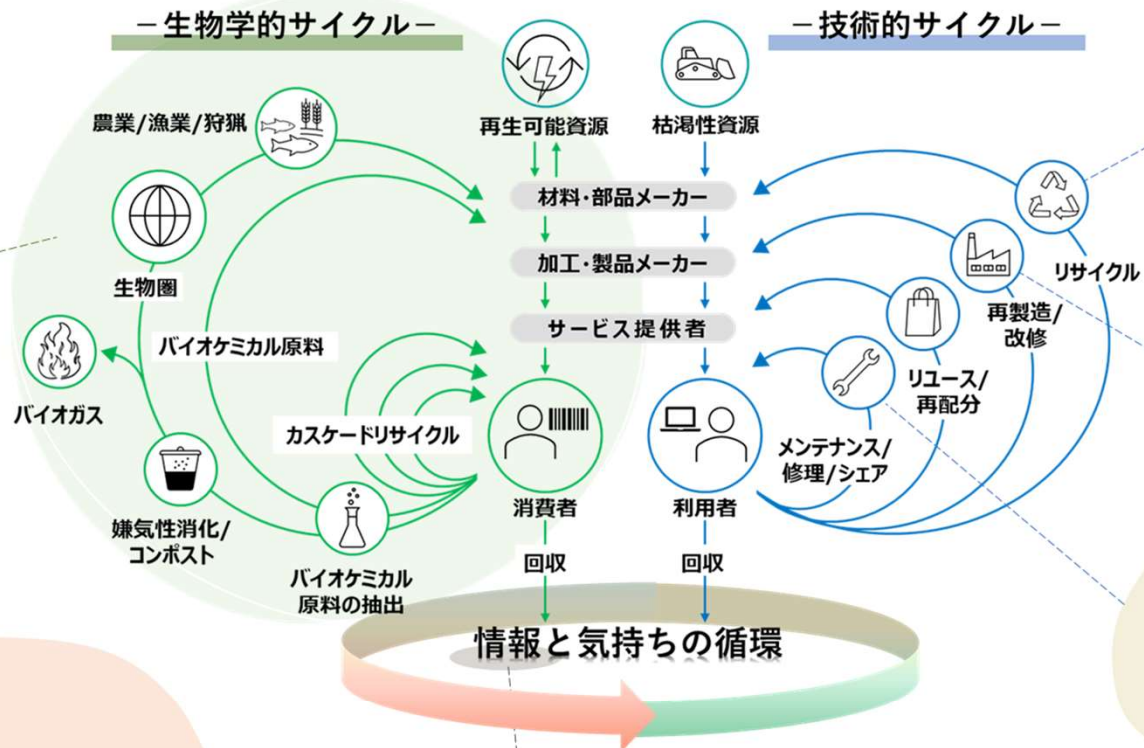 －生物学的サイクル－
－技術的サイクル－
再生可能資源
枯渇性資源
農業/漁業/狩猟
生物圏
バイオガス
バイオケミカル原料
カスケードリサイクル
嫌気性消化/
コンポスト
バイオケミカル
原料の抽出
材料・部品メーカー
加工・製品メーカー
サービス提供者
消費者
利用者
リサイクル
再製造/
改修
リユース/
再配分
メンテナンス/
修理/シェア
回収
回収
情報と気持ちの循環